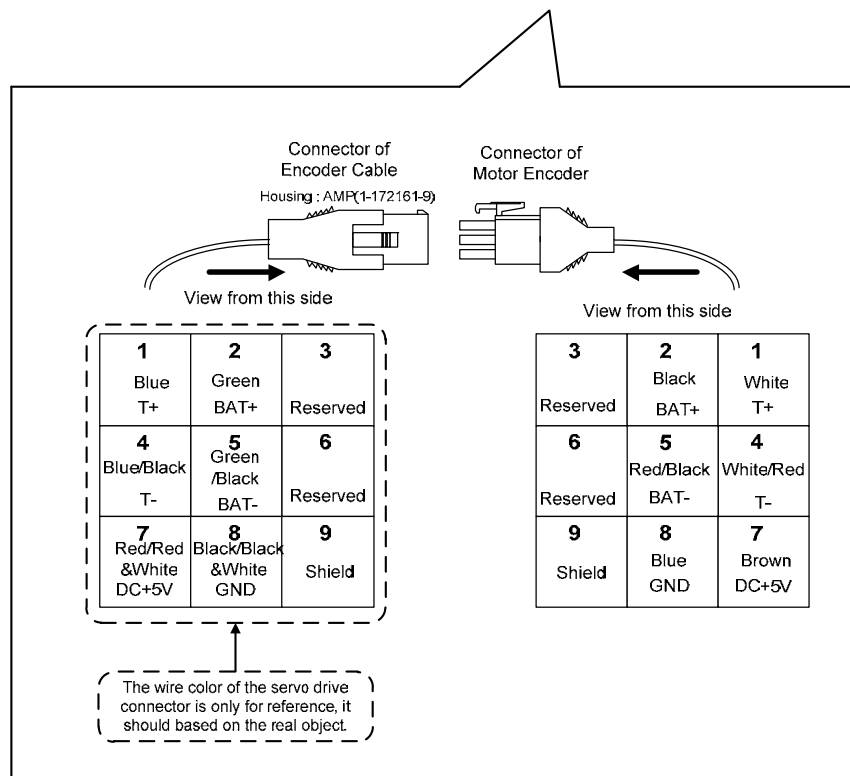 Connector of
Encoder Cable
Housing : AMP(1-172161-9)
Connector of
Motor Encoder
View from this side
View from this side
1
Blue
T+
2
Green
BAT+
3
Reserved
4
Blue/Black
T-
5
Green
/Black
BAT-
6
Reserved
7
Red/Red
&White
DC+5V
8
Black/Black
&White
GND
9
Shield
3
Reserved
2
Black
BAT+
1
White
T+
6
Reserved
5
Red/Black
BAT-
4
White/Red
T-
9
Shield
8
Blue
GND
7
Brown
DC+5V
The wire color of the servo drive
connector is only for reference, it
should based on the real object.